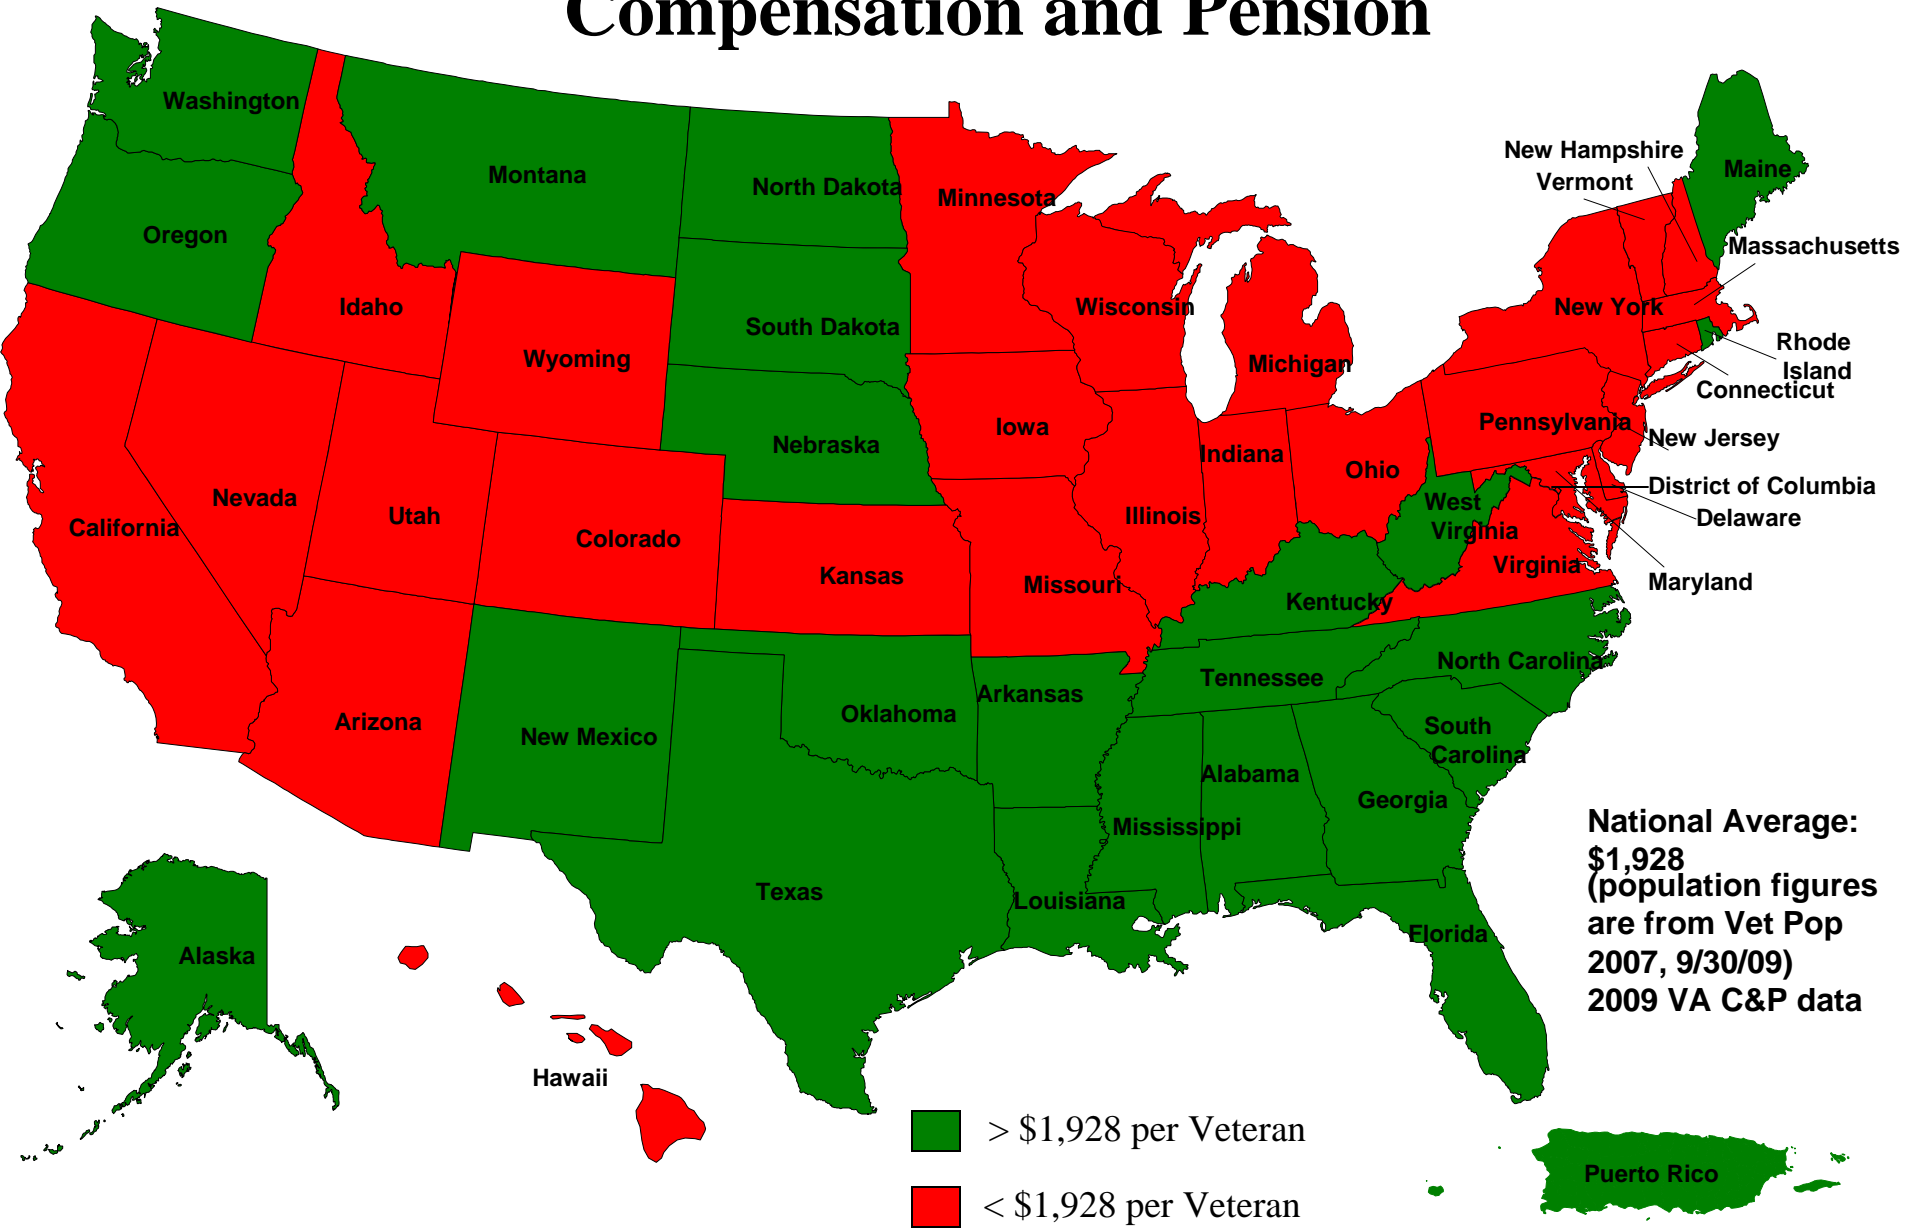 Compensation and Pension
Washington
Montana
North Dakota
Minnesota
New Hampshire
Vermont
Maine
Oregon
Massachusetts
Idaho
Wyoming
South Dakota
Wisconsin
Michigan
New York
Rhode
Island
Connecticut
Nebraska
Iowa
Pennsylvania
New Jersey
Nevada
Utah
Colorado
California
Kansas
Missouri
Illinois
Indiana
Ohio
West
Virginia
Virginia
District of Columbia
Delaware
Maryland
Kentucky
Arizona
New Mexico
Oklahoma
Arkansas
Tennessee
North Carolina
South
Carolina
Texas
Louisiana
Mississippi
Alabama
Georgia
Florida
National Average:
$1,928
(population figures
are from Vet Pop
2007, 9/30/09)
2009 VA C&P data
Alaska
Hawaii
> $1,928 per Veteran
< $1,928 per Veteran
Puerto Rico